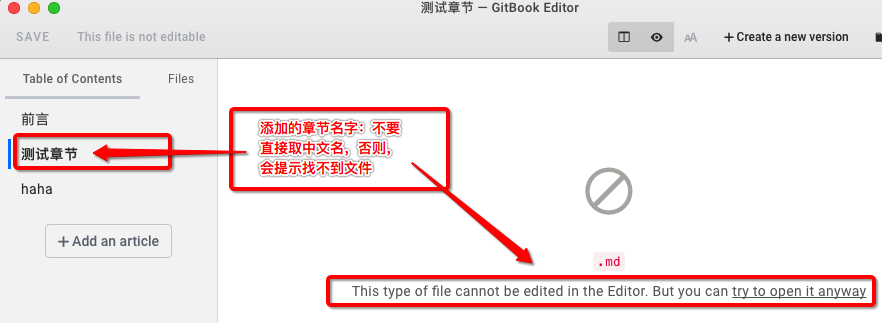 测试章节 — GitBook Editor
SAVE
This file is not editable
AA
+ Create a new version
Table of Contents
Files
前言
测试章节
haha
+ Add an article
添加的章节名字：不要
直接取中文名，否则，
会提示找不到文件
.md
This type of file cannot be edited in the Editor. But you can try to open it anyway